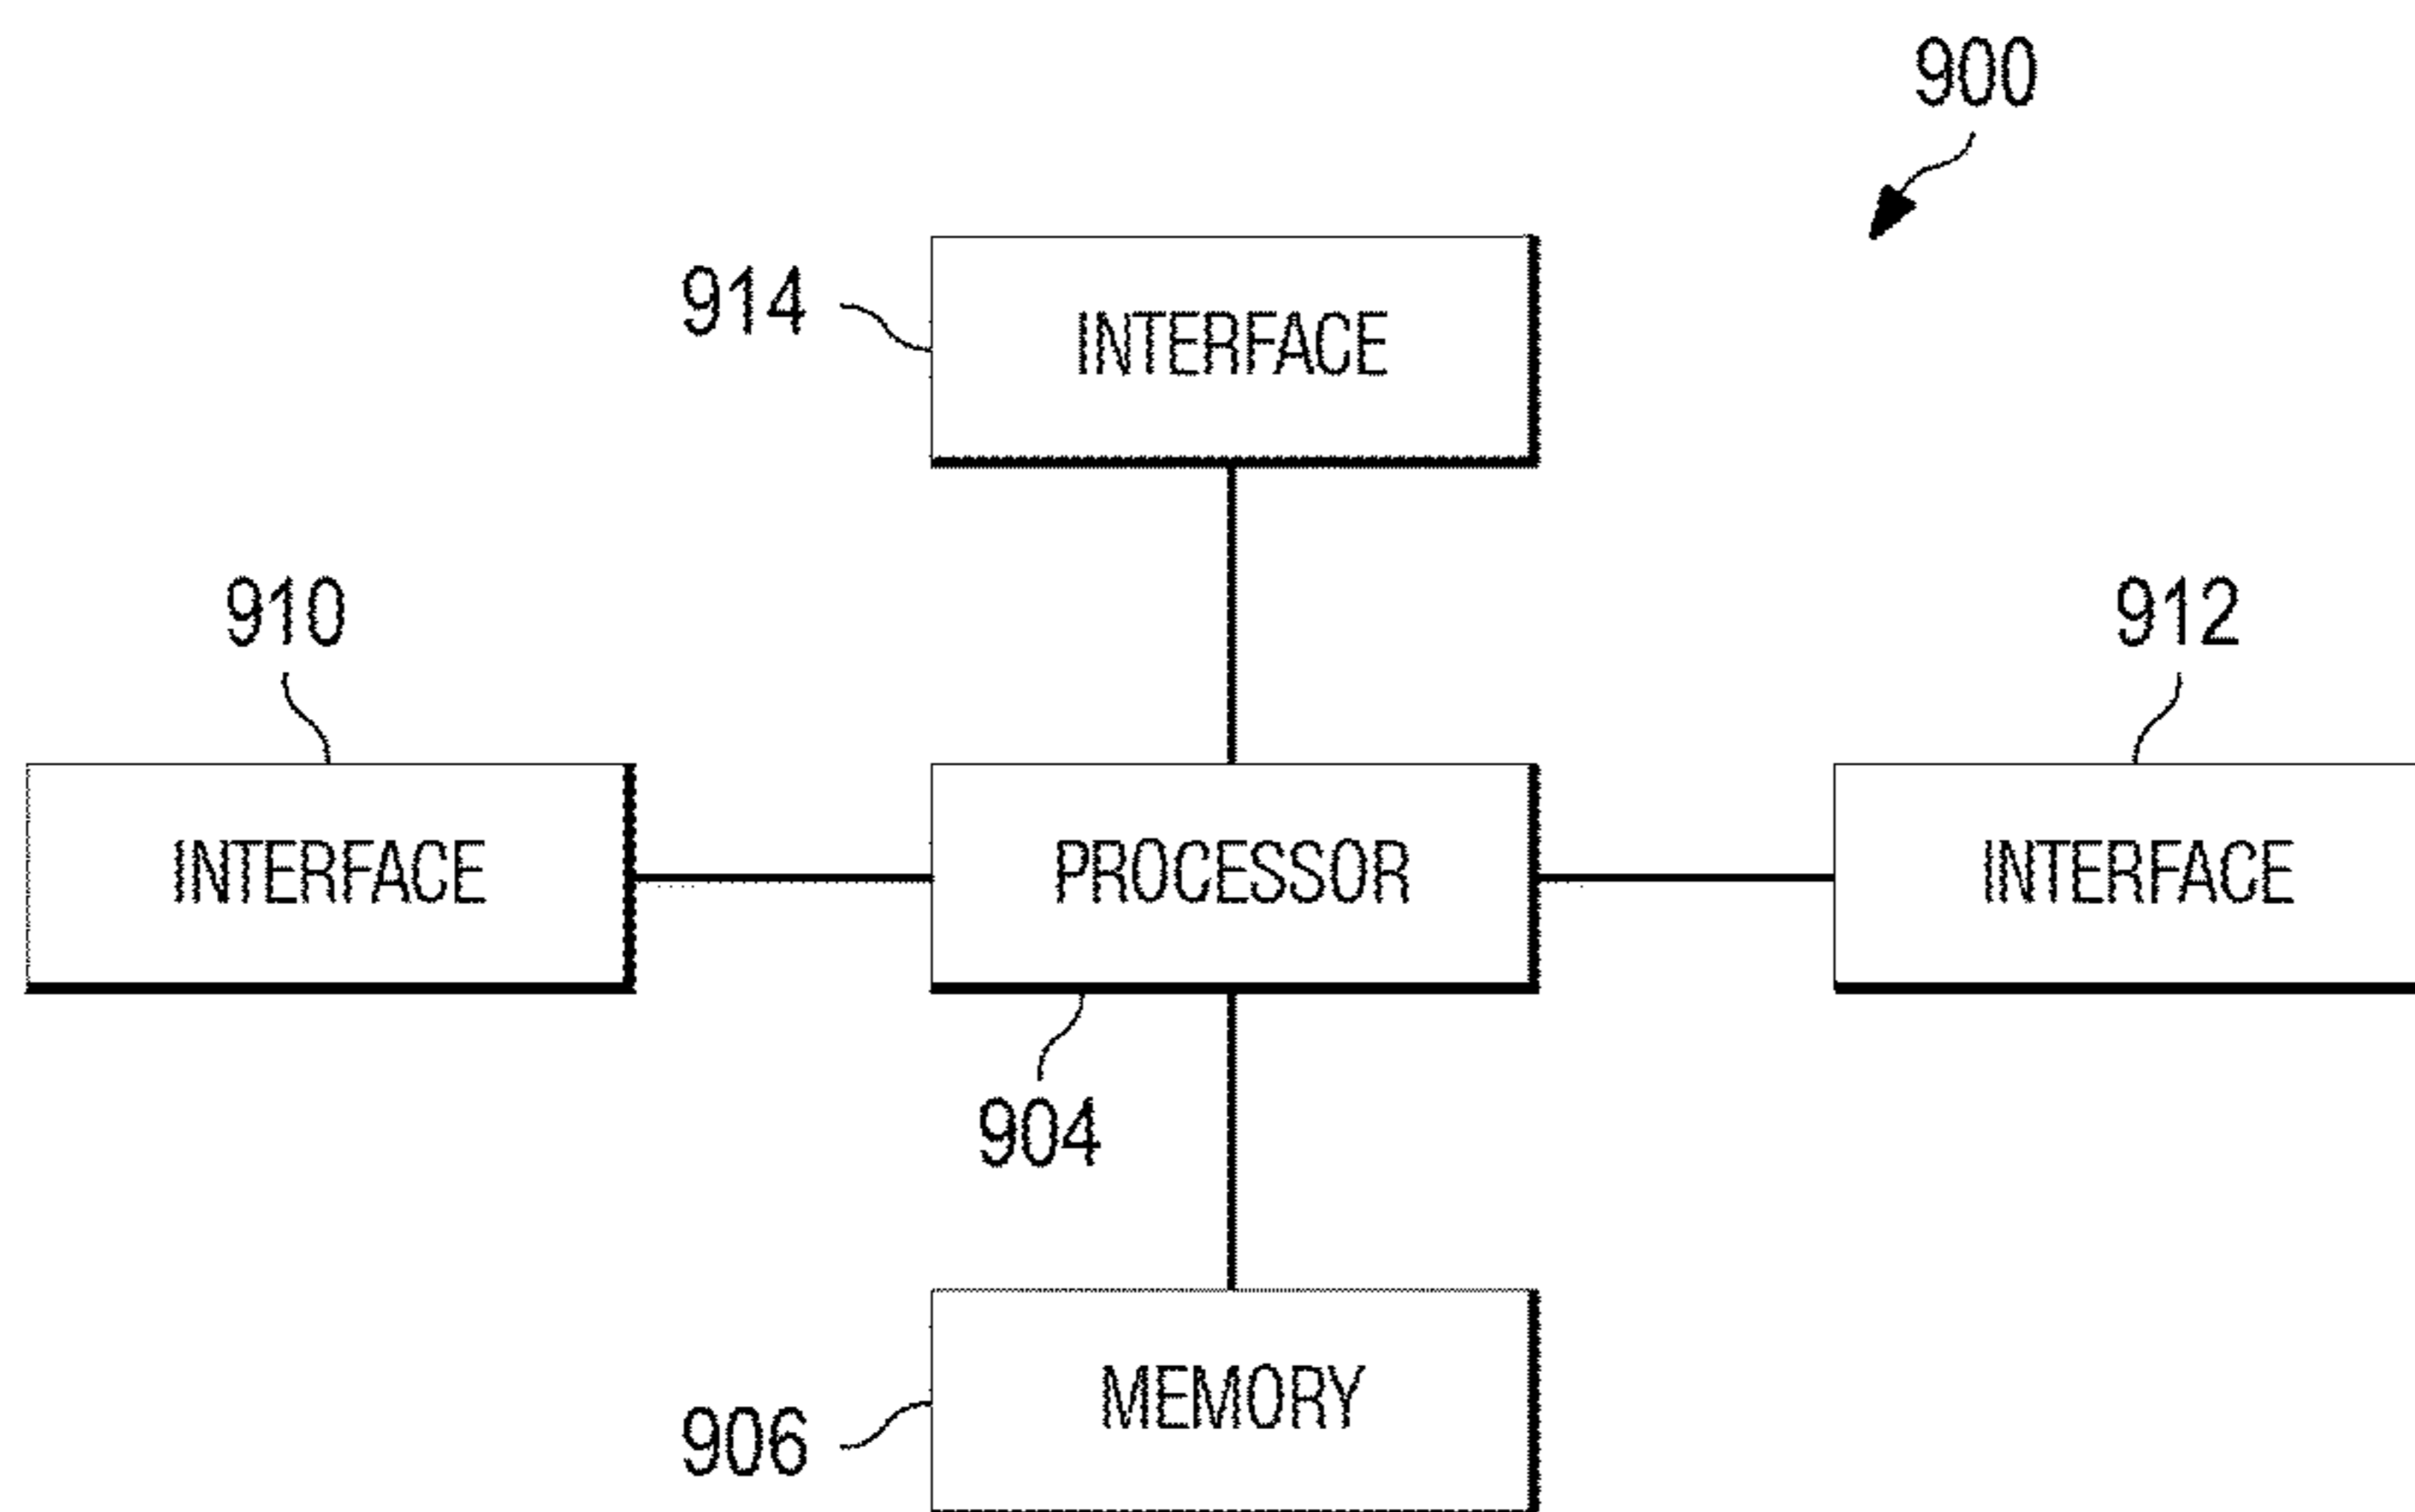 900
914
INTERFACE
910
912
INTERFACE
PROCESSOR
INTERFACE
904
MEMORY
906